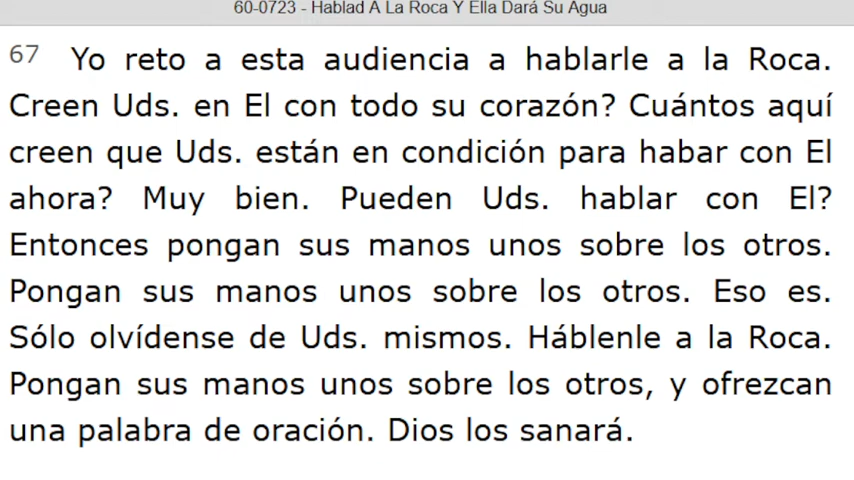 60-0723 - Hablad A La Roca Y Ella Dará Su Agua
67 Yo reto a esta audiencia a hablarle a la Roca.
Creen Uds. en El con todo su corazón? Cuántos aquí
creen que Uds. están en condición para habar con El
ahora? Muy bien. Pueden Uds. hablar con El?
Entonces pongan sus manos unos sobre los otros.
Pongan sus manos unos sobre los otros. Eso es.
Sólo olvídense de Uds. mismos. Háblenle a la Roca.
Pongan sus manos unos sobre los otros, y ofrezcan
una palabra de oración. Dios los sanará.